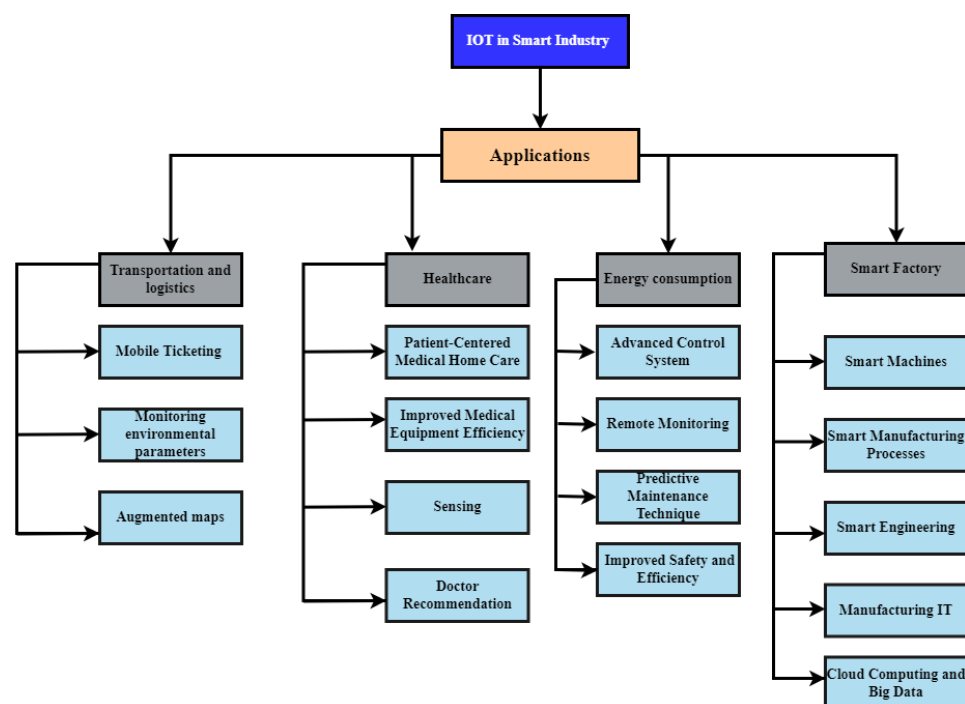 IOT in Smart Industry
Applications
Transportation and
logistics
Mobile Ticketing
Monitoring
environmental
parameters
Augmented maps
Healthcare
Patient-Centered
Medical Home Care
Improved Medical
Equipment Efficiency
Sensing
Doctor
Recommendation
Energy consumption
Advanced Control
System
Remote Monitoring
Predictive
Maintenance
Technique
Improved Safety and
Efficiency
Smart Factory
Smart Machines
Smart Manufacturing
Processes
Smart Engineering
Manufacturing IT
Cloud Computing and
Big Data